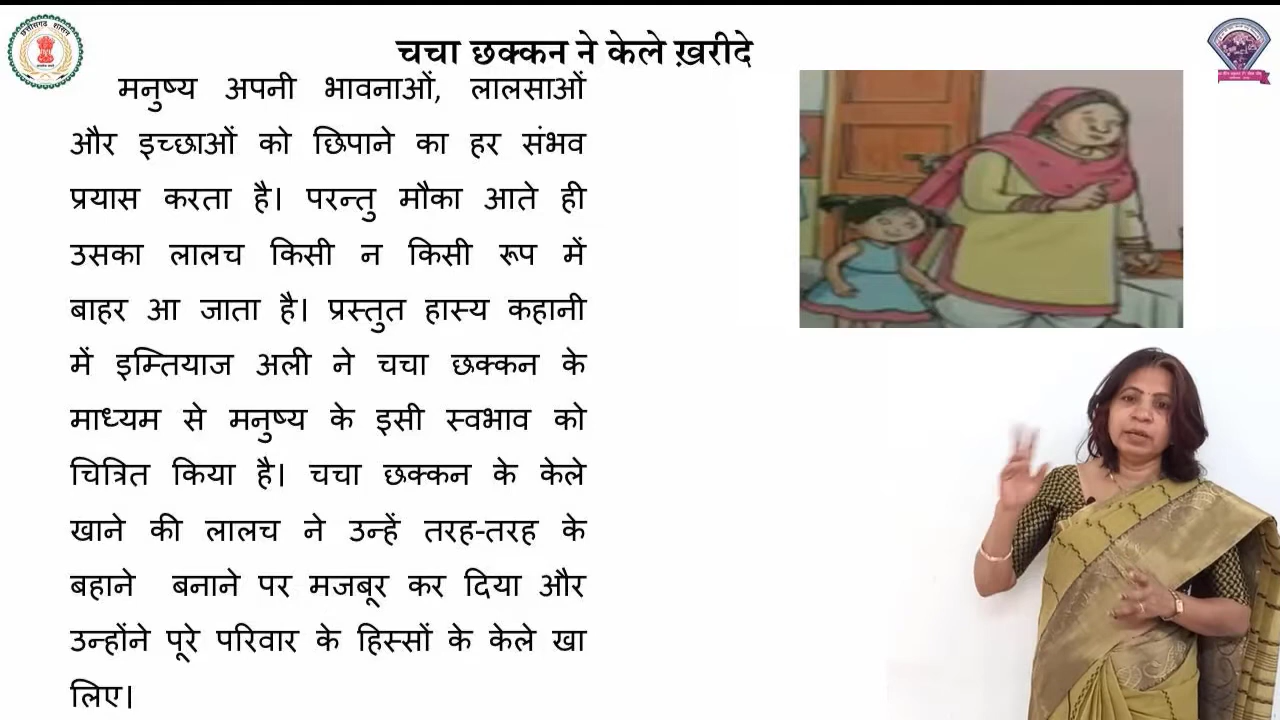 चचा छक्कन ने केले ख़रीदे
मनुष्य अपनी भावनाओं, लालसाओं
और इच्छाओं को छिपाने का हर संभव
प्रयास करता है। परन्तु मौका आते ही
उसका लालच किसी न किसी रूप में
बाहर आ जाता है। प्रस्तुत हास्य कहानी
में इम्तियाज अली ने चचा छक्कन के
माध्यम से मनुष्य के इसी स्वभाव को
चित्रित किया है। चचा छक्कन के केले
खाने की लालच ने उन्हें तरह-तरह के
बहाने बनाने पर मजबूर कर दिया और
उन्होंने पूरे परिवार के हिस्सों के केले खा
लिए।